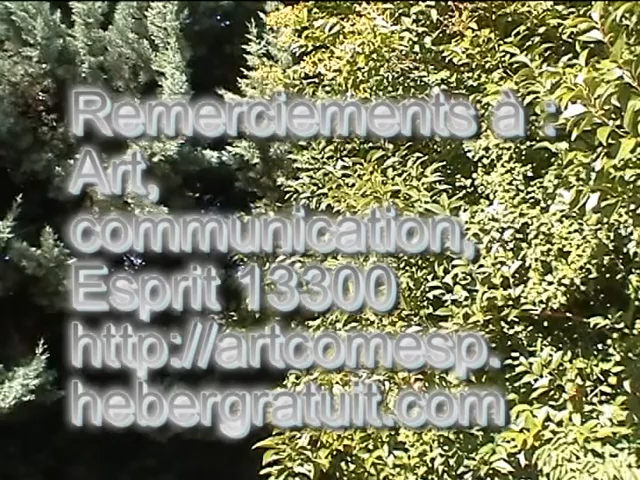 Remerciements à :
Art,
communication,
Esprit 13300
http://artcomesp.
hebergratuit.com